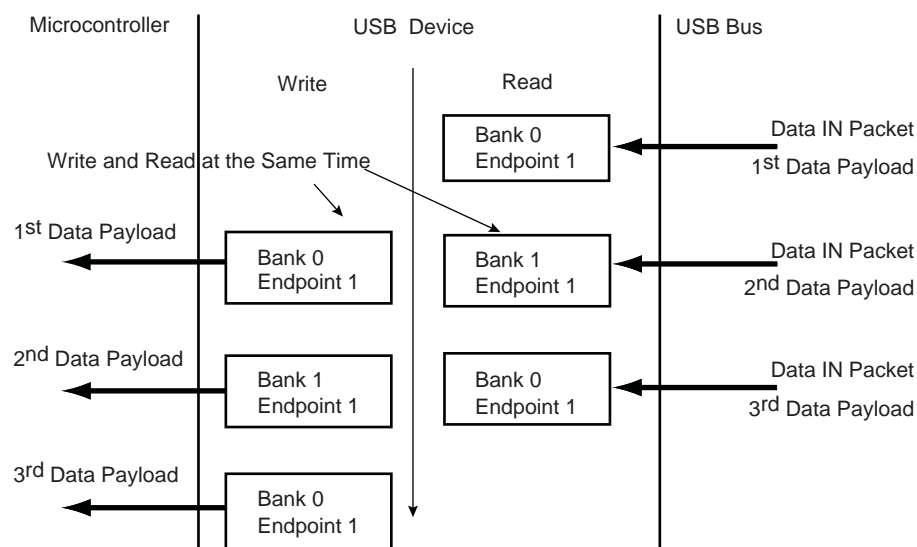 Microcontroller
USB Device
USB Bus
Write
Read
Bank 0
Endpoint 1
Data IN Packet
1st Data Payload
Write and Read at the Same Time
1st Data Payload
Bank 0
Endpoint 1
Bank 1
Endpoint 1
Data IN Packet
2nd Data Payload
2nd Data Payload
Bank 1
Endpoint 1
Bank 0
Endpoint 1
Data IN Packet
3rd Data Payload
3rd Data Payload
Bank 0
Endpoint 1